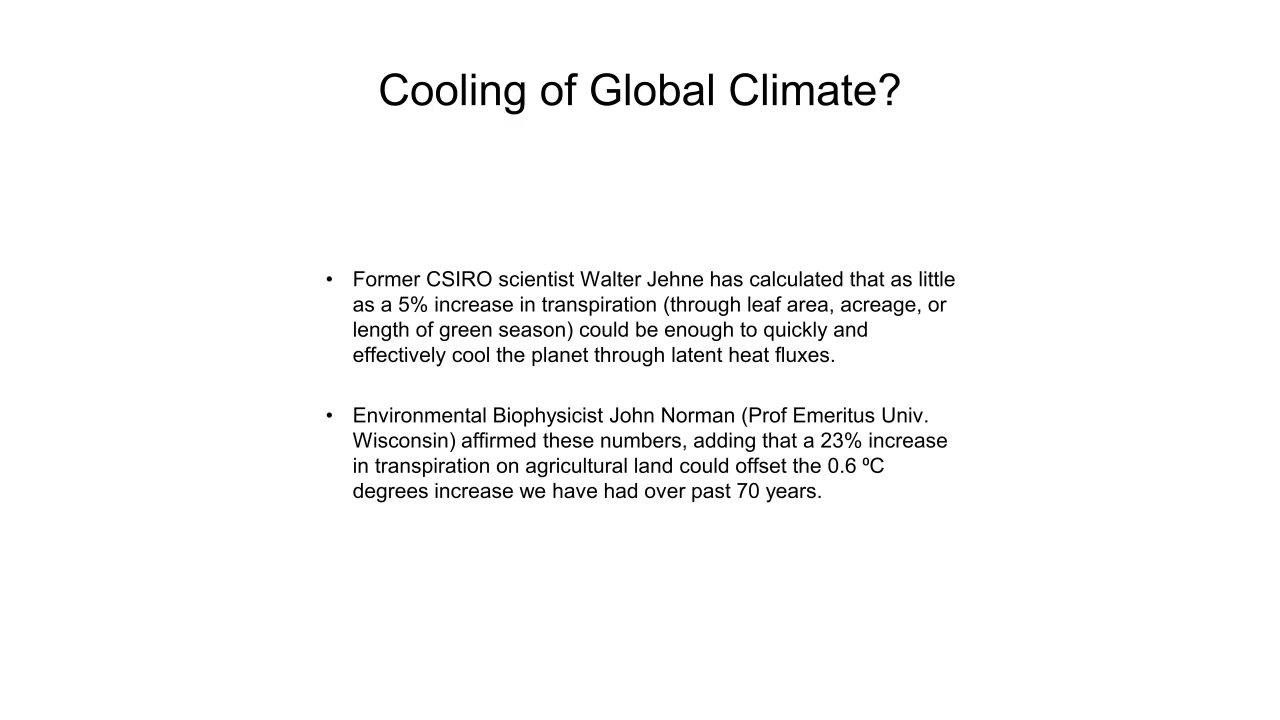 Cooling of Global Climate?
• Former CSIRO scientist Walter Jehne has calculated that as little
as a 5% increase in transpiration (through leaf area, acreage, or
length of green season) could be enough to quickly and
effectively cool the planet through latent heat fluxes.
• Environmental Biophysicist John Norman (Prof Emeritus Univ.
Wisconsin) affirmed these numbers, adding that a 23% increase
in transpiration on agricultural land could offset the 0.6 ºC
degrees increase we have had over past 70 years.